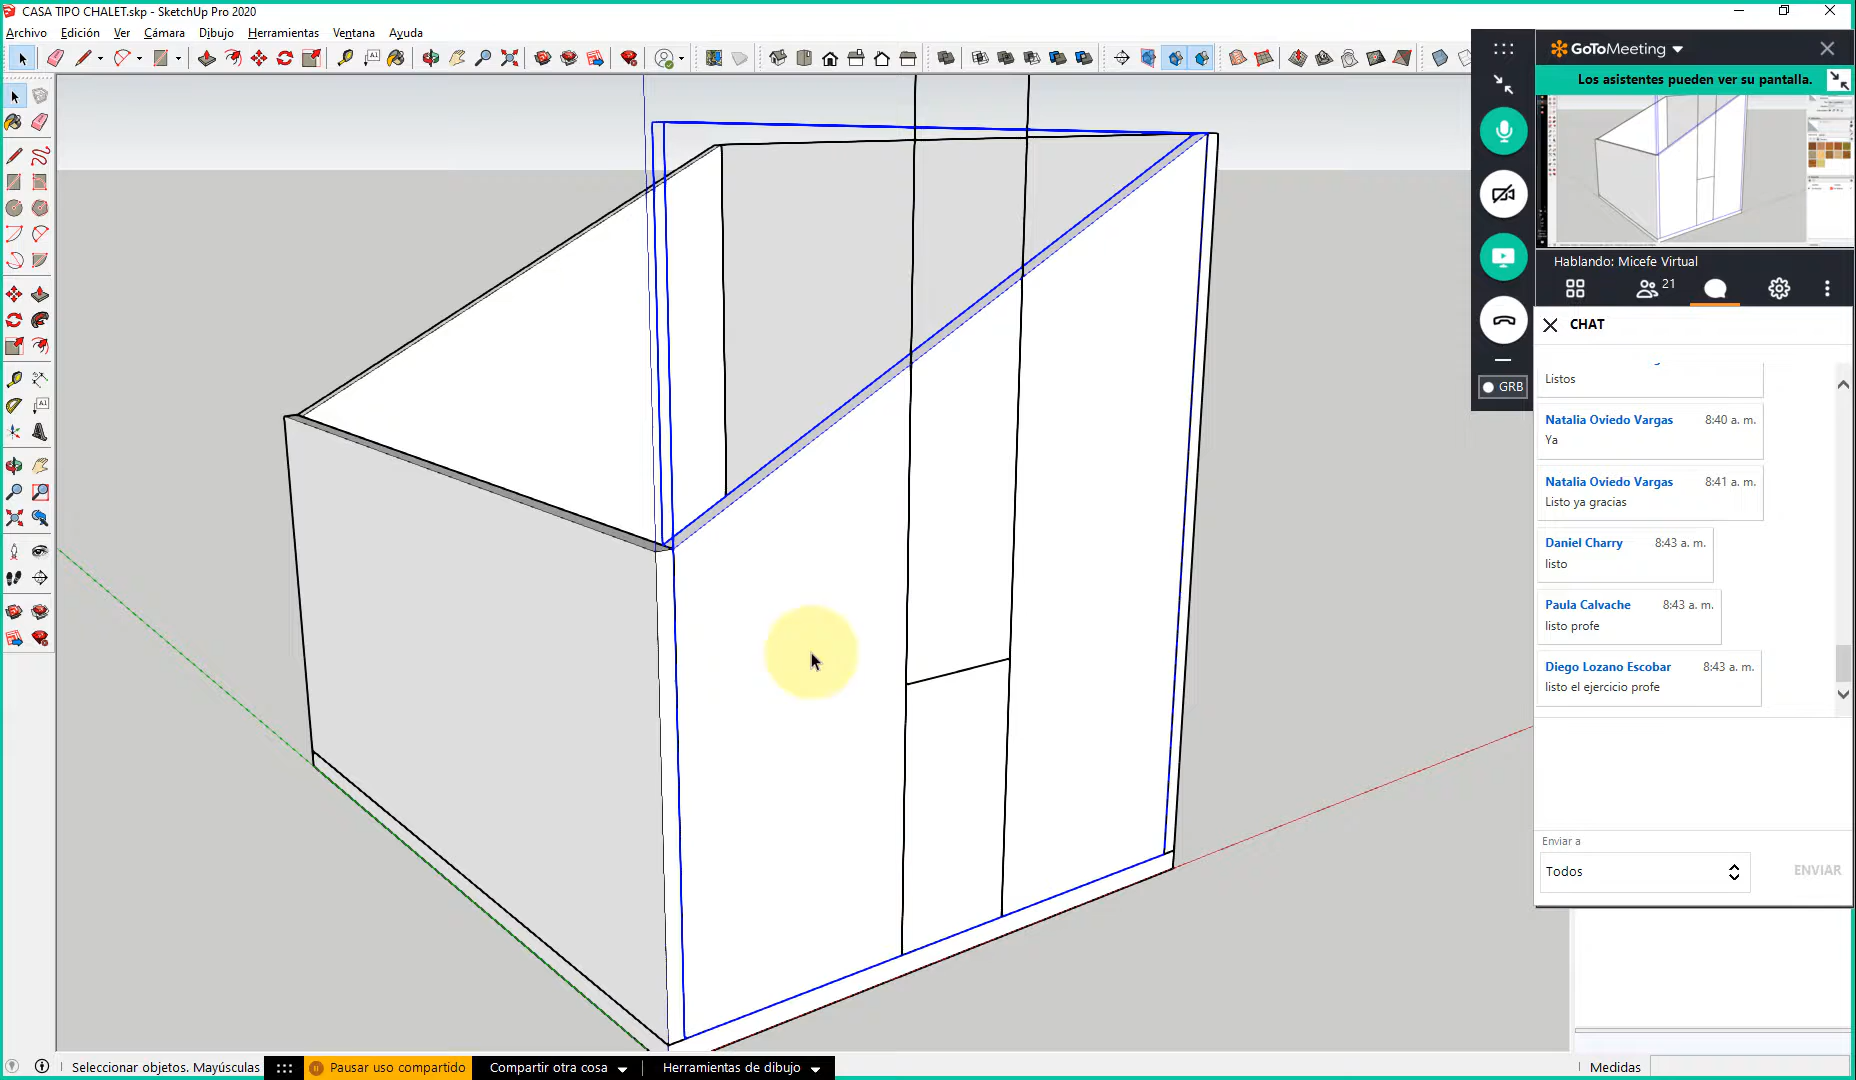 CASA TIPO CHALET.skp - SketchUp Pro 2020
Archivo Edición Ver Cámara Dibujo Herramientas Ventana Ayuda
GoToMeeting
Los asistentes pueden ver su pantalla.
GRB
Hablando: Micefe Virtual
21
CHAT
Listos
Natalia Oviedo Vargas 8:40 a. m.
Ya
Natalia Oviedo Vargas 8:41 a. m.
Listo ya gracias
Daniel Charry 8:43 a. m.
listo
Paula Calvache 8:43 a. m.
listo profe
Diego Lozano Escobar 8:43 a. m.
listo el ejercicio profe
Enviar a
Todos
ENVIAR
Seleccionar objetos. Mayúsculas
Pausar uso compartido
Compartir otra cosa
Herramientas de dibujo
Medidas